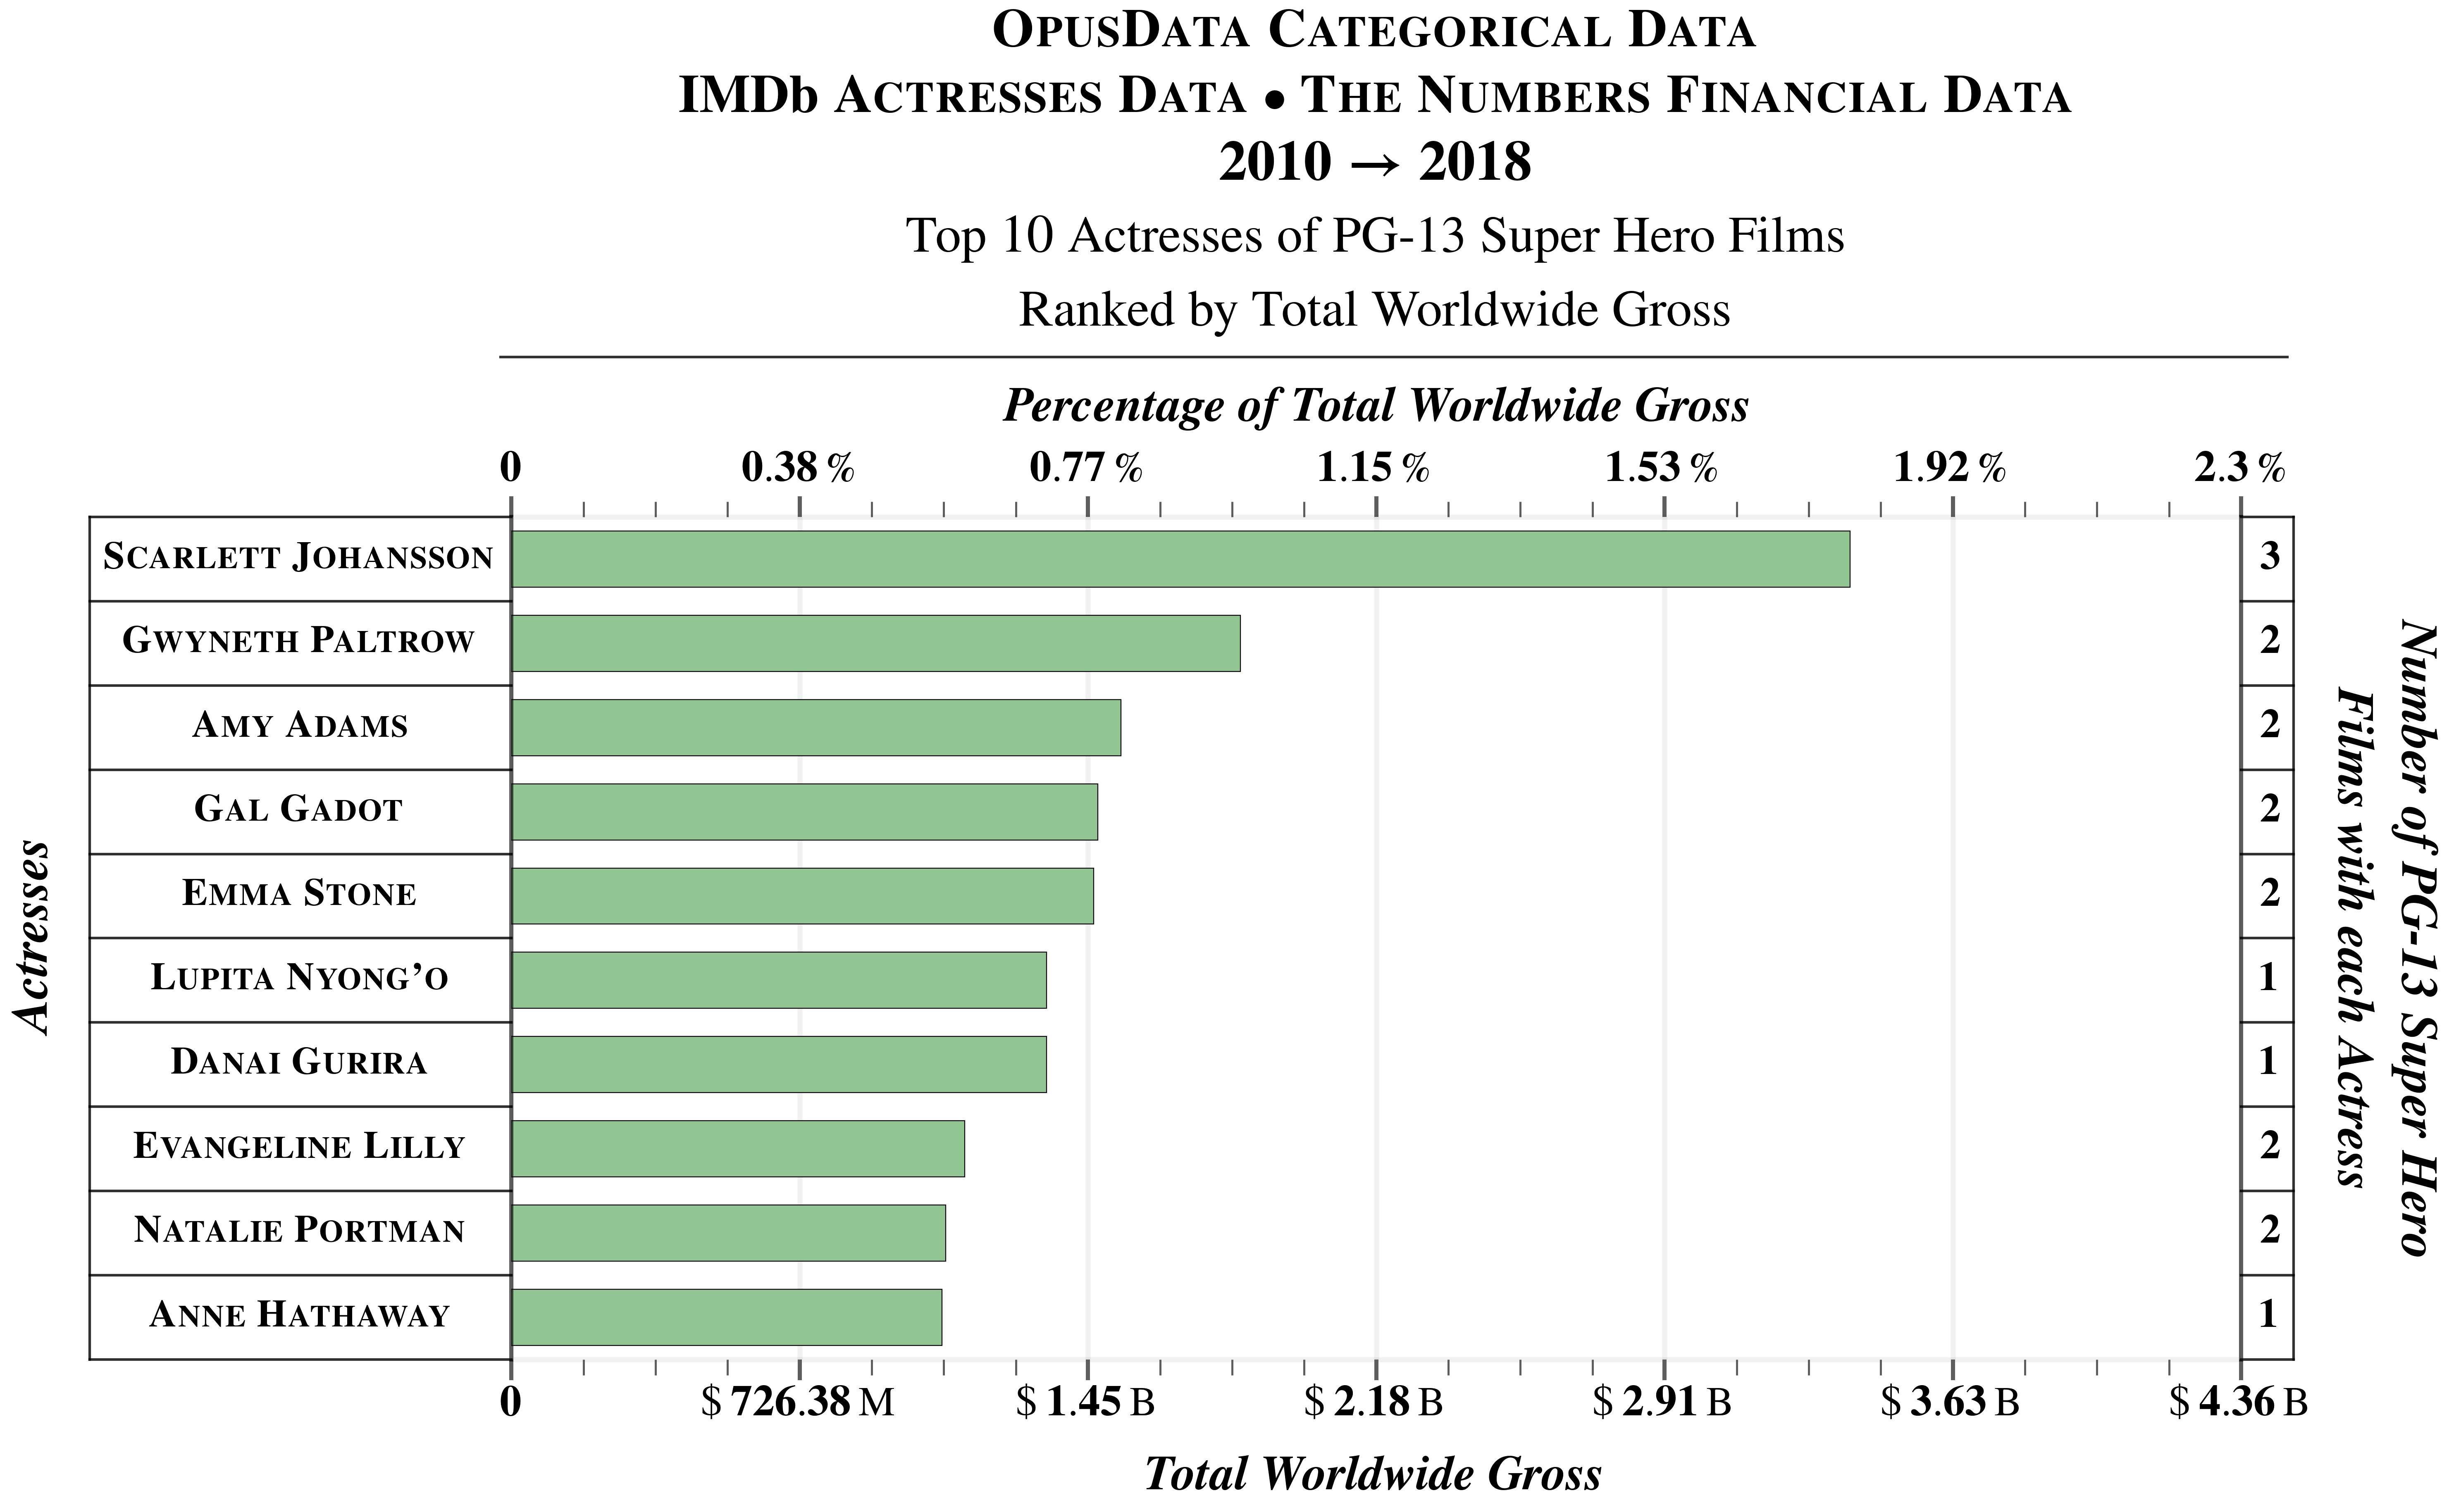 OpusData Categorical Data
IMDb Actresses Data • The Numbers Financial Data
2010 → 2018
Top 10 Actresses of PG-13 Super Hero Films
Ranked by Total Worldwide Gross
Percentage of Total Worldwide Gross
0 0.38 % 0.77 % 1.15 % 1.53 % 1.92 % 2.3 %
Actresses
Scarlett Johansson 3
Gwyneth Paltrow 2
Amy Adams 2
Gal Gadot 2
Emma Stone 2
Lupita Nyong’o 1
Danai Gurira 1
Evangeline Lilly 2
Natalie Portman 2
Anne Hathaway 1
Number of PG-13 Super Hero
Films with each Actress
0 $ 726.38 M $ 1.45 B $ 2.18 B $ 2.91 B $ 3.63 B $ 4.36 B
Total Worldwide Gross